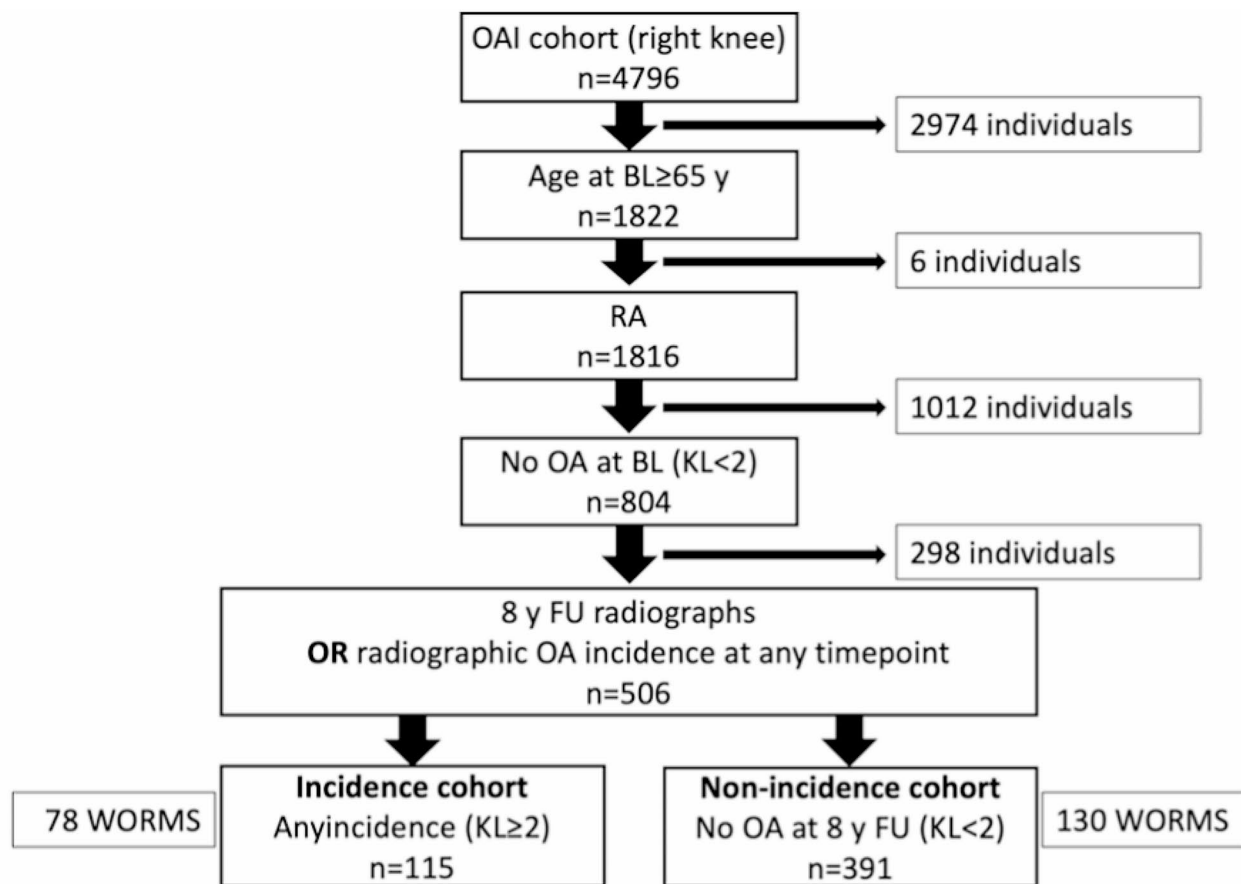 OAI cohort (right knee)
n=4796
2974 individuals
Age at BL≥65 y
n=1822
6 individuals
RA
n=1816
1012 individuals
No OA at BL (KL<2)
n=804
298 individuals
8 y FU radiographs
OR radiographic OA incidence at any timepoint
n=506
78 WORMS
Incidence cohort
Anyincidence (KL≥2)
n=115
Non-incidence cohort
No OA at 8 y FU (KL<2)
n=391
130 WORMS